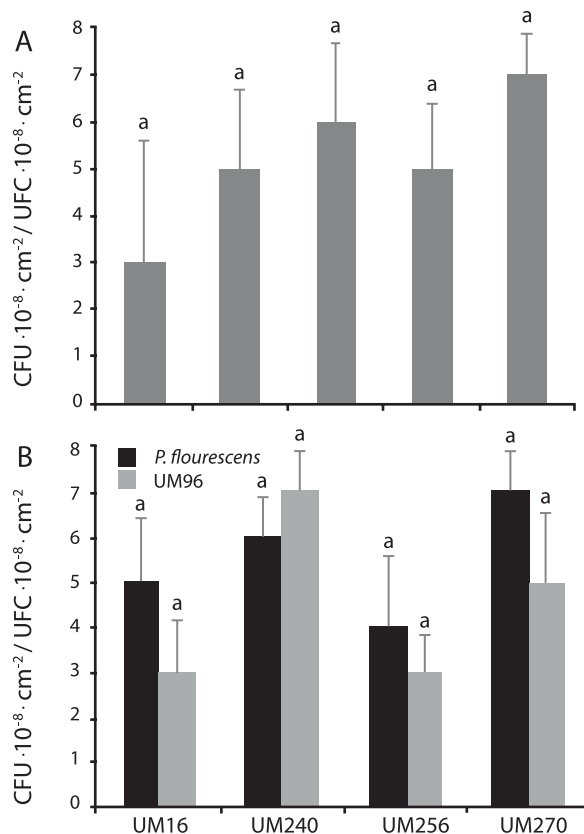 A
CFU·10⁻⁸·cm⁻² / UFC·10⁻⁸·cm⁻²
8
7
6
5
4
3
2
1
0
a a a a a
B
CFU·10⁻⁸·cm⁻² / UFC·10⁻⁸·cm⁻²
8
7
6
5
4
3
2
1
0
P. flourescens
UM96
a a a a a a a a
UM16 UM240 UM256 UM270